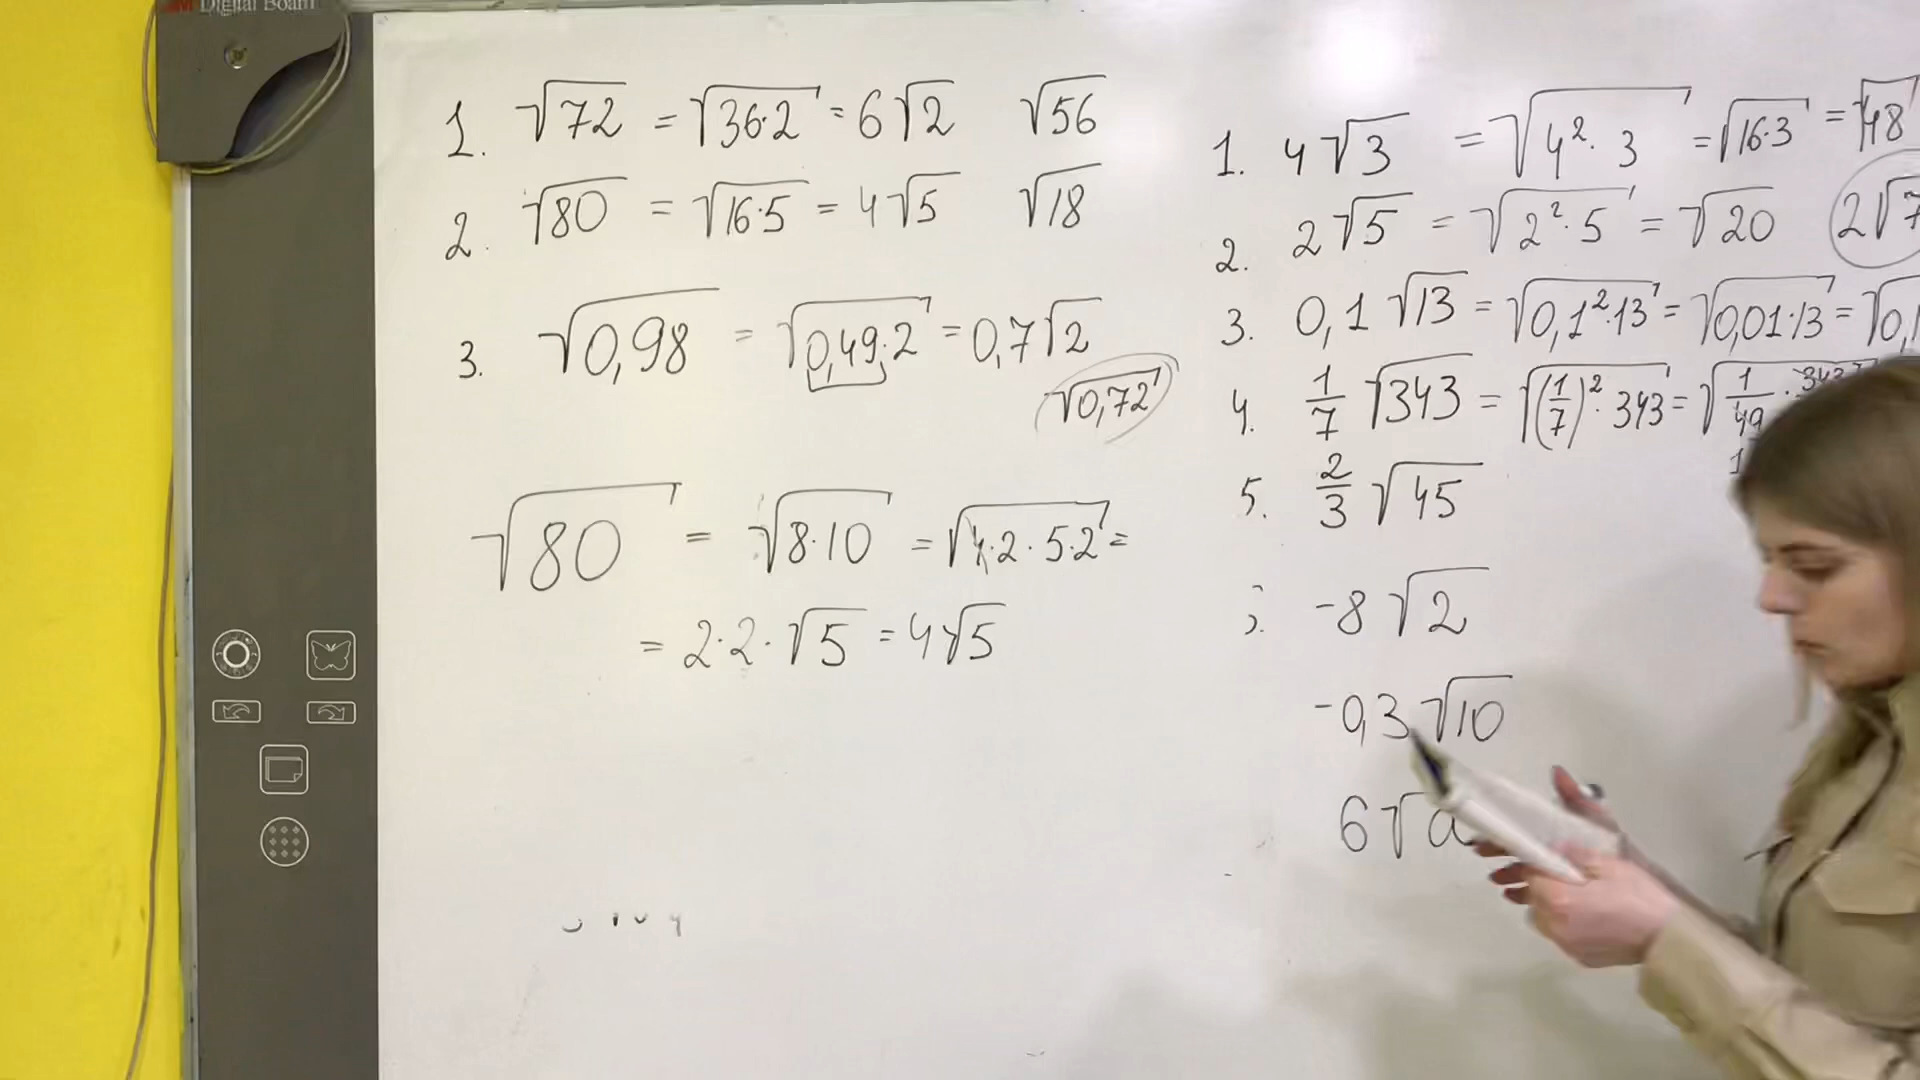 Digital Board
1. √72 = √36·2 = 6√2 √56
2. √80 = √16·5 = 4√5 √18
3. √0,98 = √0,49·2 = 0,7√2
√0,72
√80 = √8·10 = √4·2·5·2 =
= 2·2·√5 = 4√5
1. 4√3 = √4²·3 = √16·3 = √48
2. 2√5 = √2²·5 = √20 2√7
3. 0,1√13 = √0,1²·13 = √0,01·13 =
4. 1/7 √343 = √(1/7)²·343 = √1/49 · 343
5. 2/3 √45
-8√2
-0,3√10
6√a